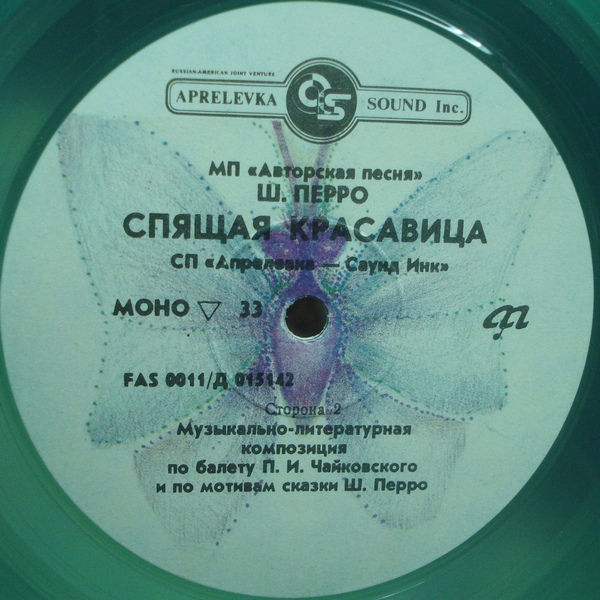 RUSSIAN-AMERICAN JOINT VENTURE
APRELEVKA SOUND Inc.
МП «Авторская песня»
Ш. ПЕРРО
СПЯЩАЯ КРАСАВИЦА
СП «Апрелевка — Саунд Инк»
МОНО 33
FAS 0011/Д 015142
Сторона 2
Музыкально-литературная
композиция
по балету П. И. Чайковского
и по мотивам сказки Ш. Перро